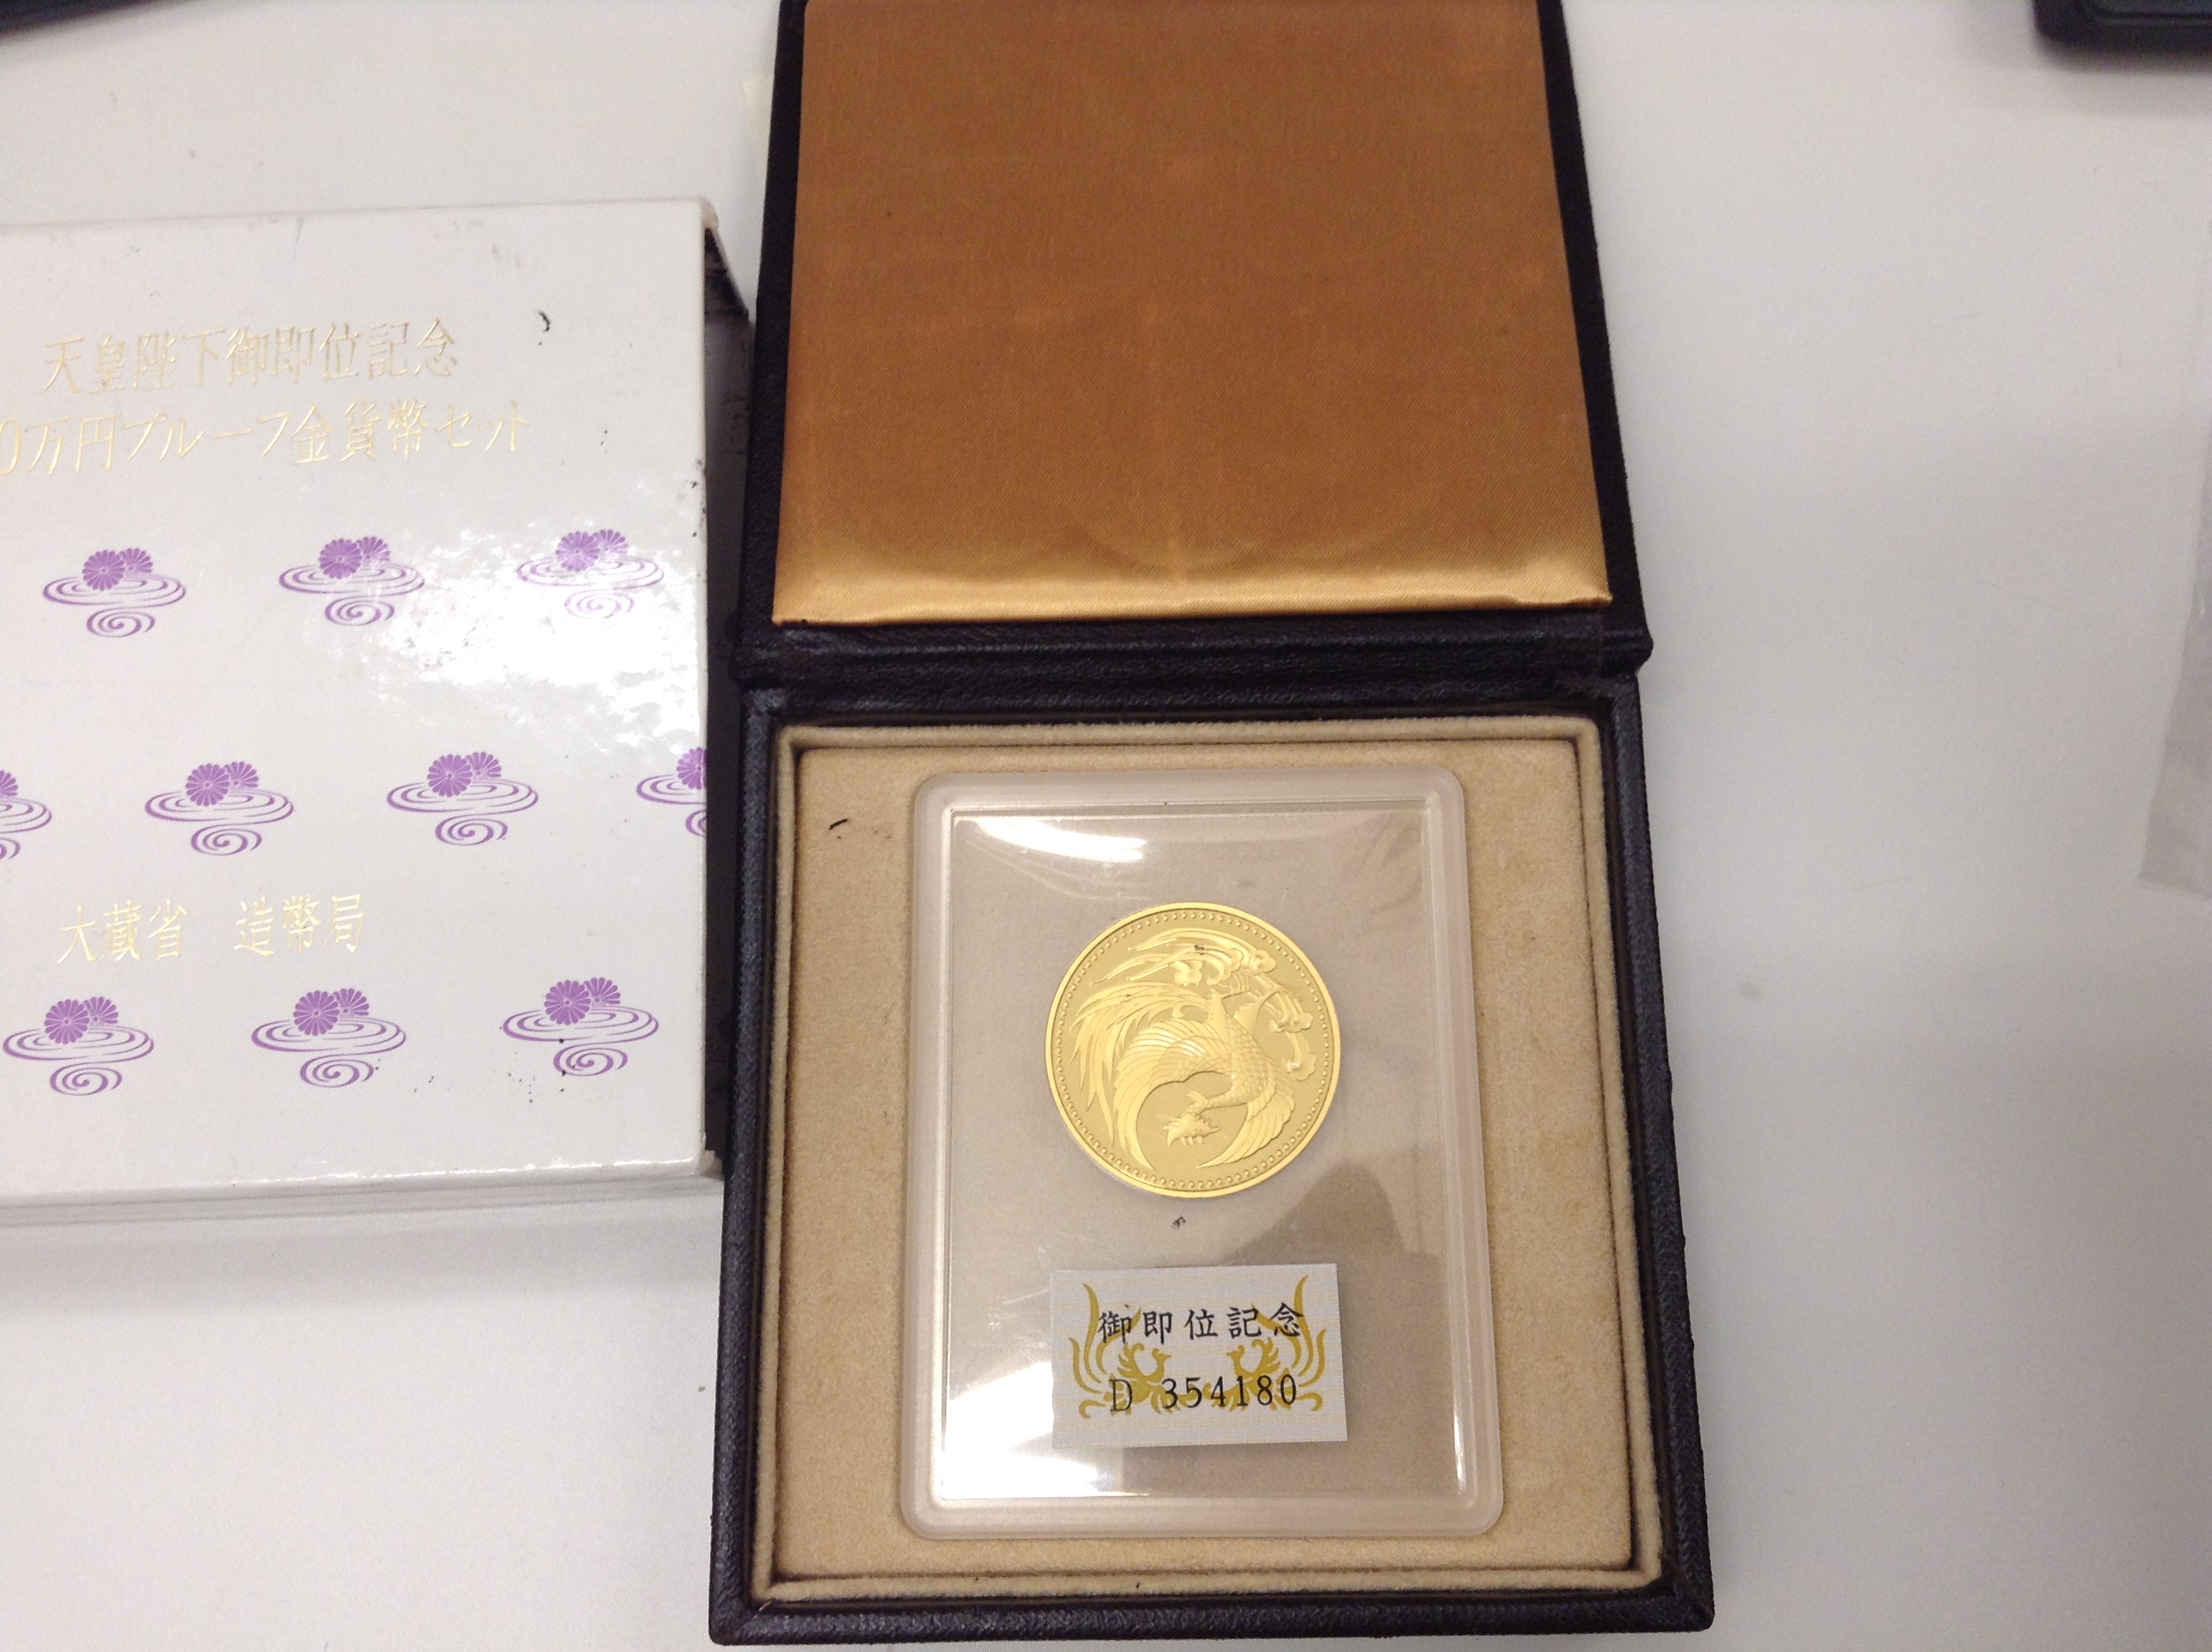 天皇陛下御即位記念
0万円プルーフ金貨幣セット
大蔵省 造幣局
御即位記念
D 354180